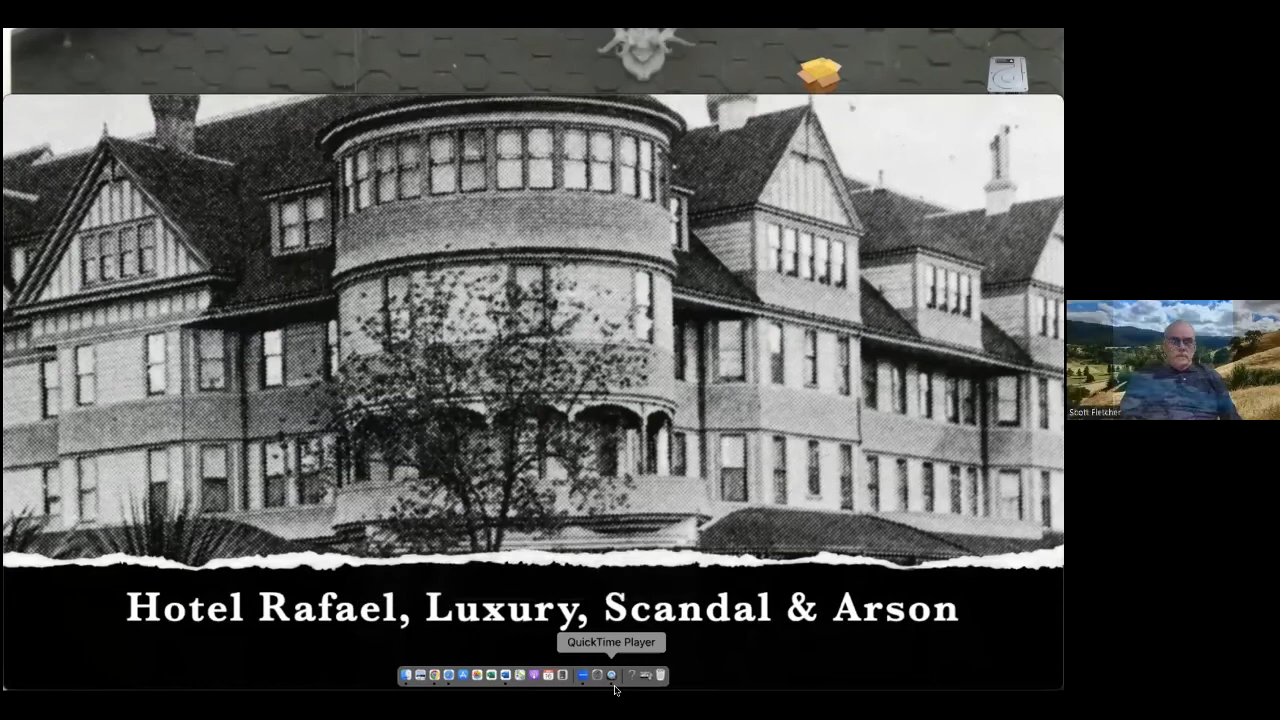 Scott Fletcher
Hotel Rafael, Luxury, Scandal & Arson
QuickTime Player